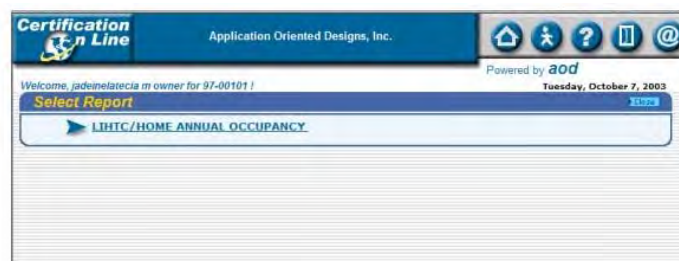 Certification
On Line
Application Oriented Designs, Inc.
Powered by aod
Welcome, jadeinelatecia m owner for 97-00101 !
Tuesday, October 7, 2003
Select Report
Close
LIHTC/HOME ANNUAL OCCUPANCY